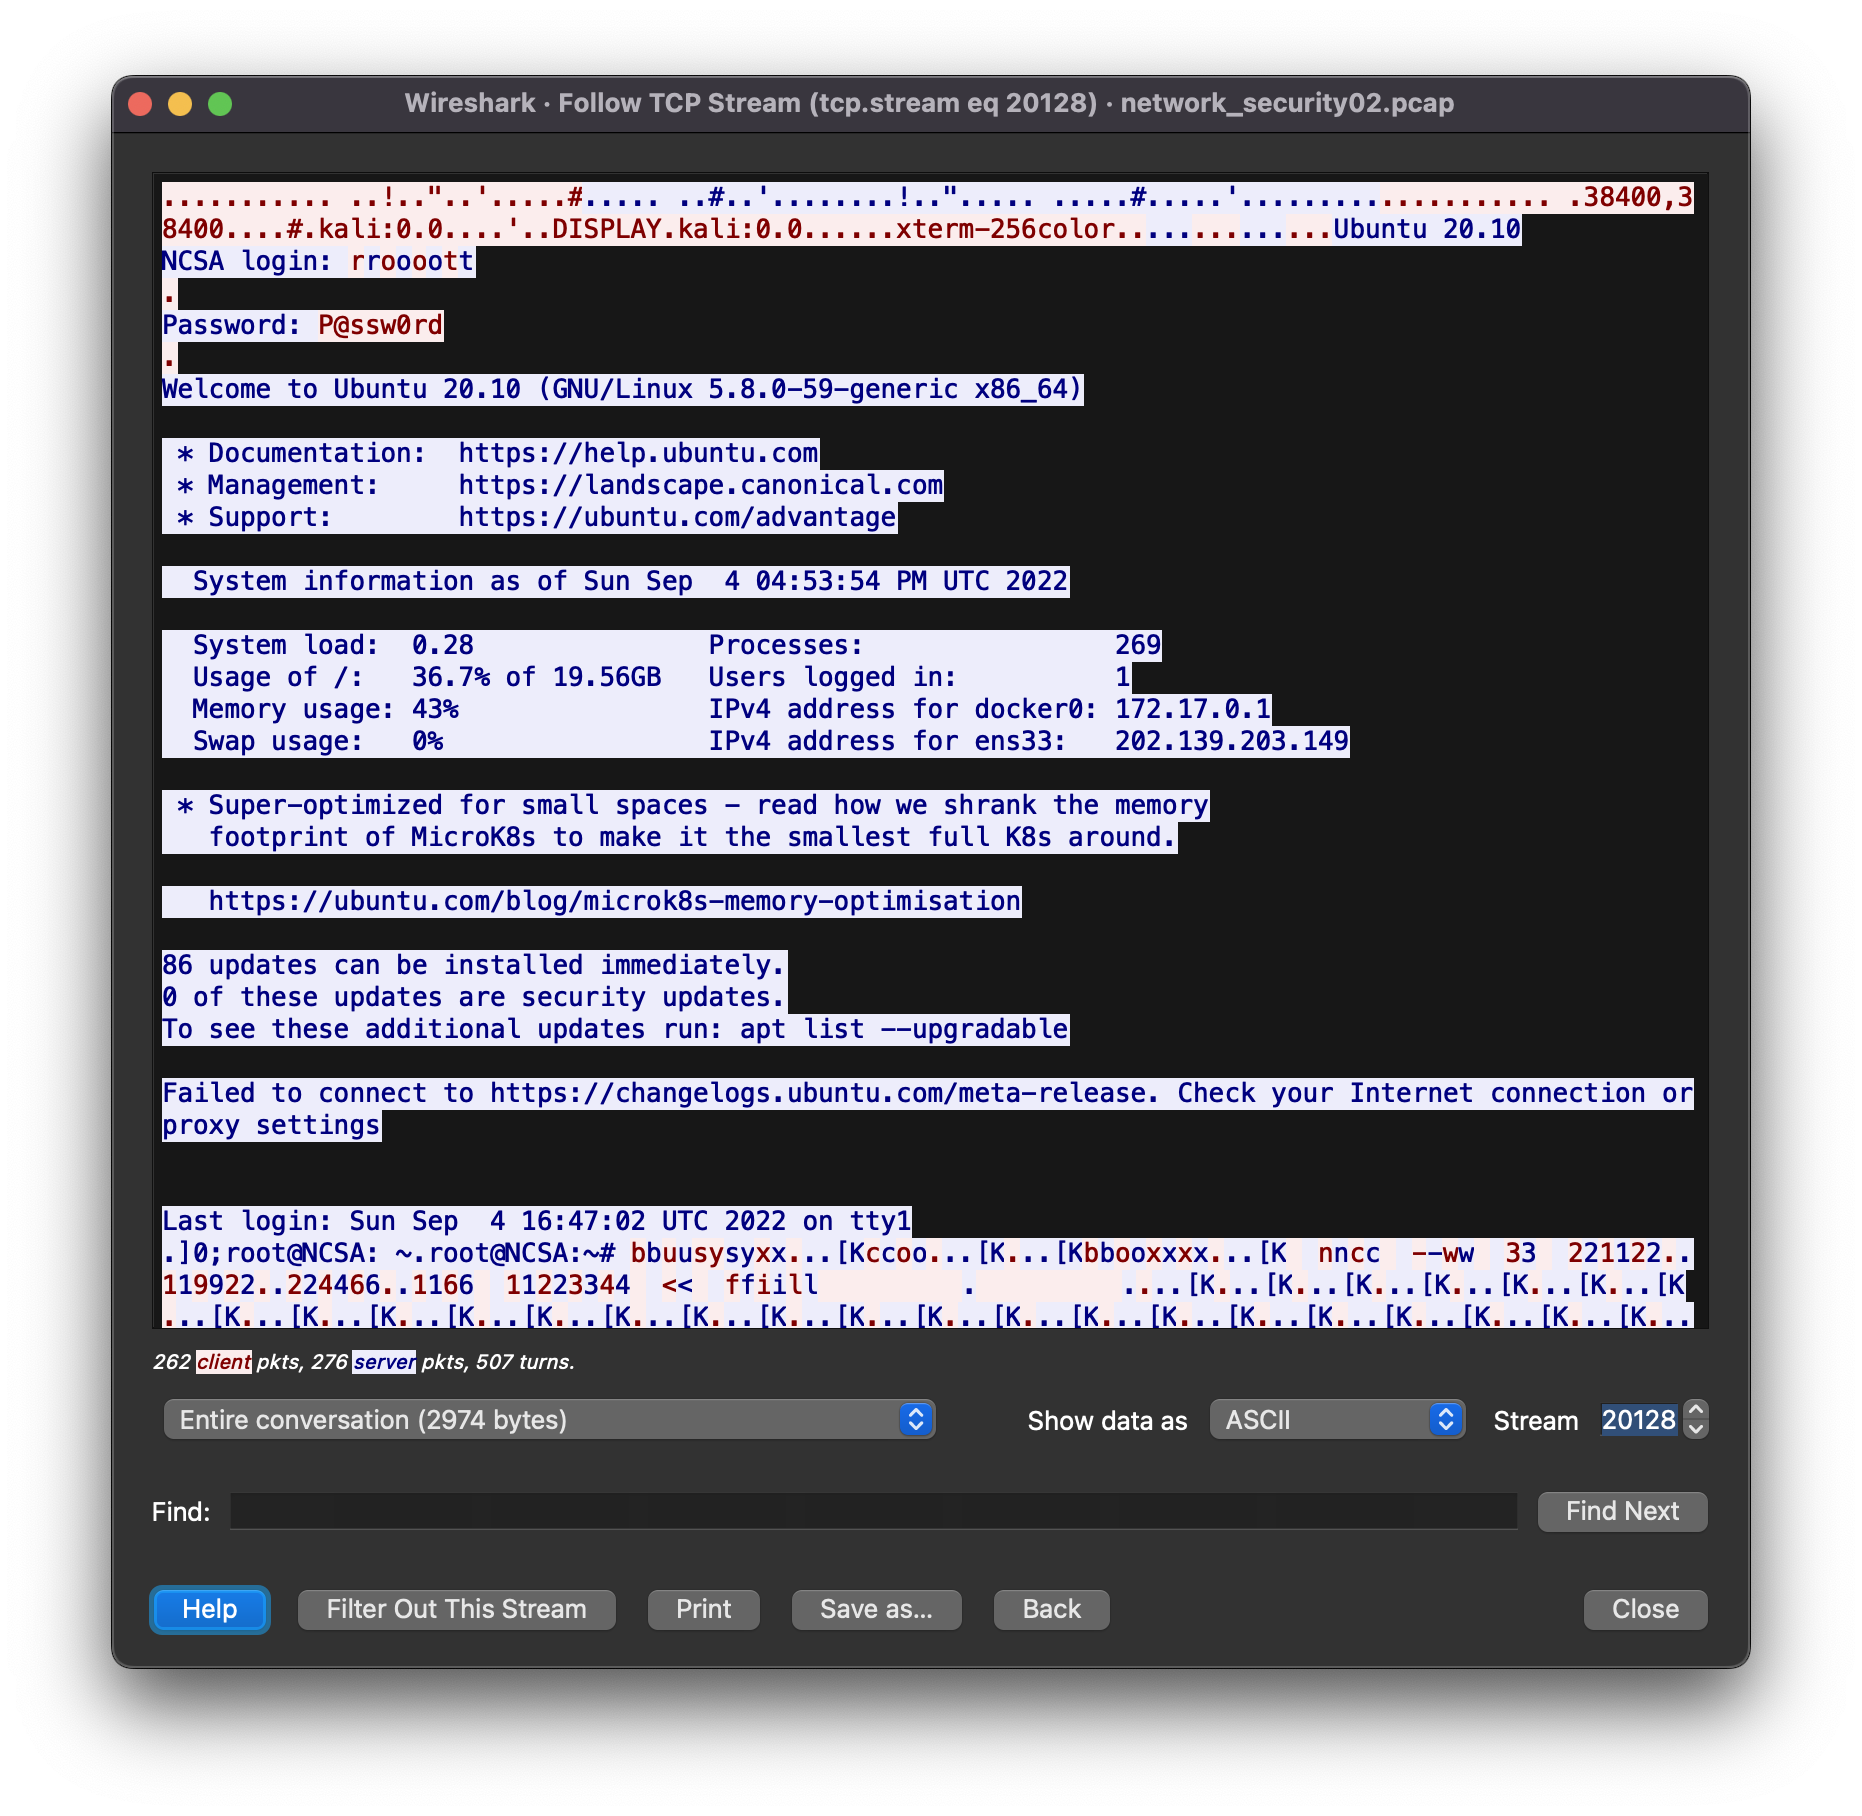 Wireshark · Follow TCP Stream (tcp.stream eq 20128) · network_security02.pcap
........... ..!.."..'.....#..... ..#..'........!.."..... .....#.....'..................... .38400,3
8400....#.kali:0.0....'..DISPLAY.kali:0.0......xterm-256color..............Ubuntu 20.10
NCSA login: rroooott
.
Password: P@ssw0rd
.
Welcome to Ubuntu 20.10 (GNU/Linux 5.8.0-59-generic x86_64)
* Documentation:  https://help.ubuntu.com
* Management:     https://landscape.canonical.com
* Support:        https://ubuntu.com/advantage
System information as of Sun Sep  4 04:53:54 PM UTC 2022
System load:  0.28               Processes:                269
Usage of /:   36.7% of 19.56GB   Users logged in:          1
Memory usage: 43%                IPv4 address for docker0: 172.17.0.1
Swap usage:   0%                 IPv4 address for ens33:   202.139.203.149
* Super-optimized for small spaces - read how we shrank the memory
footprint of MicroK8s to make it the smallest full K8s around.
https://ubuntu.com/blog/microk8s-memory-optimisation
86 updates can be installed immediately.
0 of these updates are security updates.
To see these additional updates run: apt list --upgradable
Failed to connect to https://changelogs.ubuntu.com/meta-release. Check your Internet connection or
proxy settings
Last login: Sun Sep  4 16:47:02 UTC 2022 on tty1
.]0;root@NCSA: ~.root@NCSA:~# bbuusysyxx...[Kccoo...[K...[Kbbooxxxx...[K  nncc  --ww  33  221122..
119922..224466..1166  11223344  <<  ffiill         .         ....[K...[K...[K...[K...[K...[K...[K
...[K...[K...[K...[K...[K...[K...[K...[K...[K...[K...[K...[K...[K...[K...[K...[K...[K...[K...[K...
262 client pkts, 276 server pkts, 507 turns.
Entire conversation (2974 bytes) Show data as ASCII Stream 20128
Find: Find Next
Help Filter Out This Stream Print Save as... Back Close